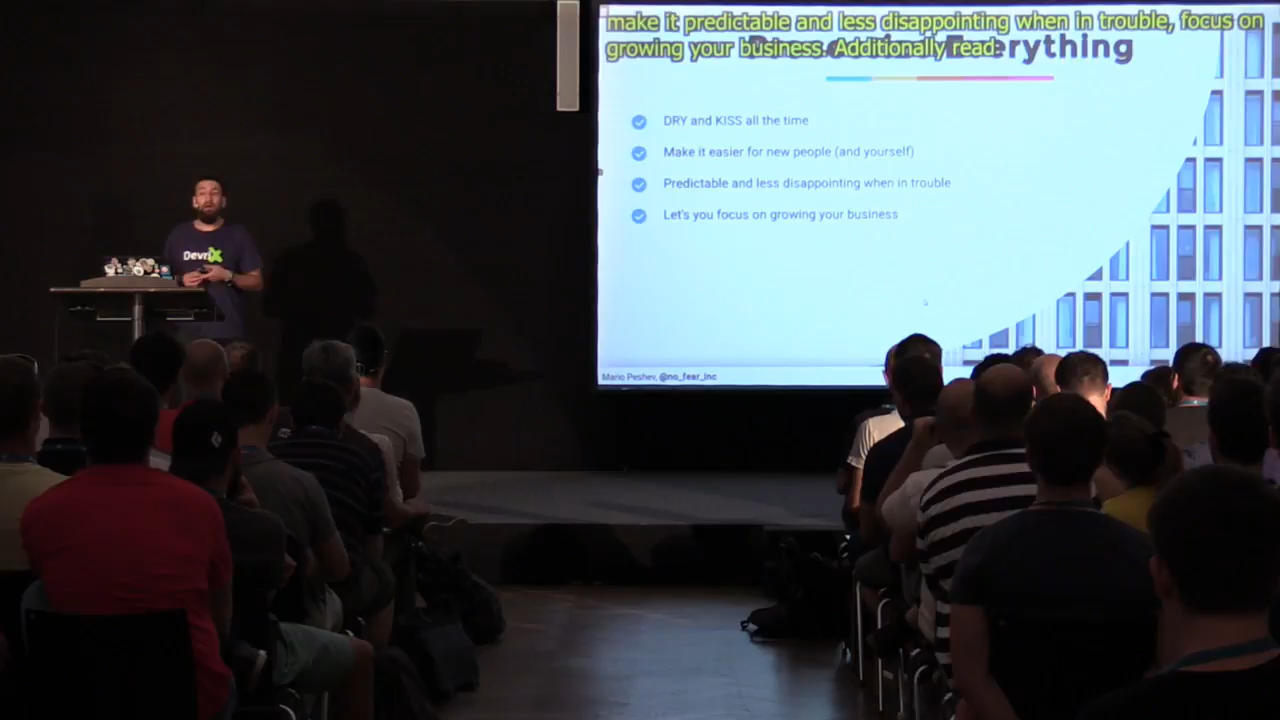 make it predictable and less disappointing when in trouble, focus on
growing your business. Additionally read:
erything
DRY and KISS all the time
Make it easier for new people (and yourself)
Predictable and less disappointing when in trouble
Let's you focus on growing your business
Mario Peshev, @no_fear_inc
DevriX